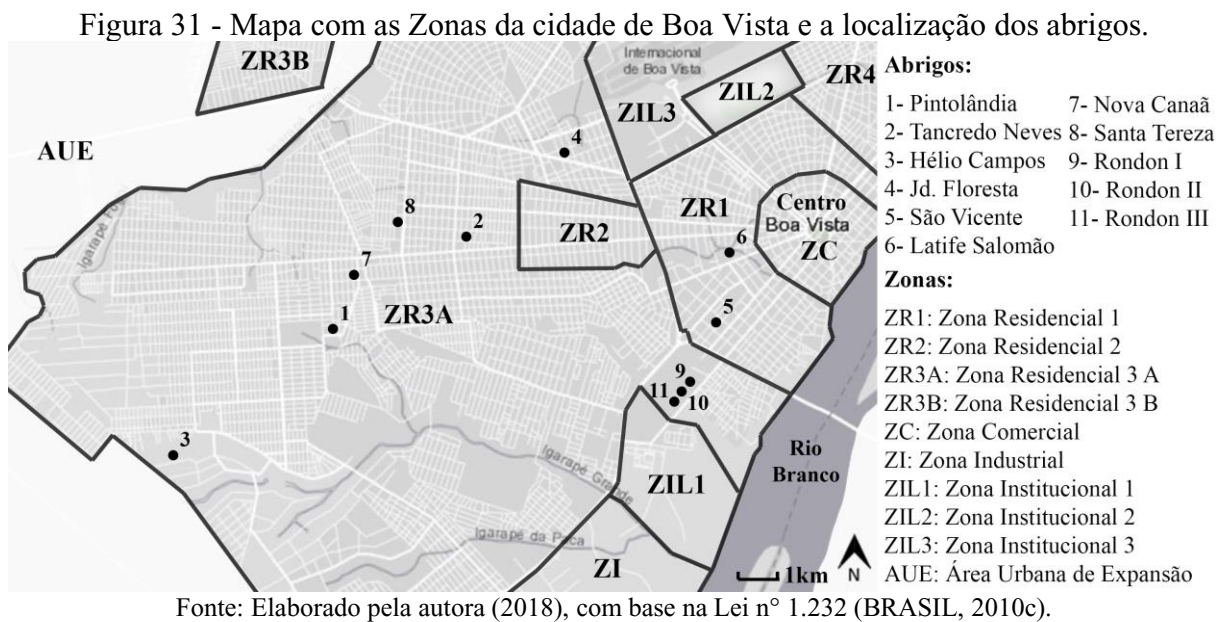 Figura 31 - Mapa com as Zonas da cidade de Boa Vista e a localização dos abrigos.
ZR3B
Internacional
de Boa Vista
ZR4
ZIL2
ZIL3
AUE
4
8
2
ZR2
ZR1
Centro
Boa Vista
ZC
6
7
1
ZR3A
5
9
11
10
3
Igarapé Grande
ZIL1
Rio
Branco
Igarapé da Paca
ZI
1km
N
Abrigos:
1- Pintolândia
2- Tancredo Neves
3- Hélio Campos
4- Jd. Floresta
5- São Vicente
6- Latife Salomão
7- Nova Canaã
8- Santa Tereza
9- Rondon I
10- Rondon II
11- Rondon III
Zonas:
ZR1: Zona Residencial 1
ZR2: Zona Residencial 2
ZR3A: Zona Residencial 3 A
ZR3B: Zona Residencial 3 B
ZC: Zona Comercial
ZI: Zona Industrial
ZIL1: Zona Institucional 1
ZIL2: Zona Institucional 2
ZIL3: Zona Institucional 3
AUE: Área Urbana de Expansão
Fonte: Elaborado pela autora (2018), com base na Lei n° 1.232 (BRASIL, 2010c).